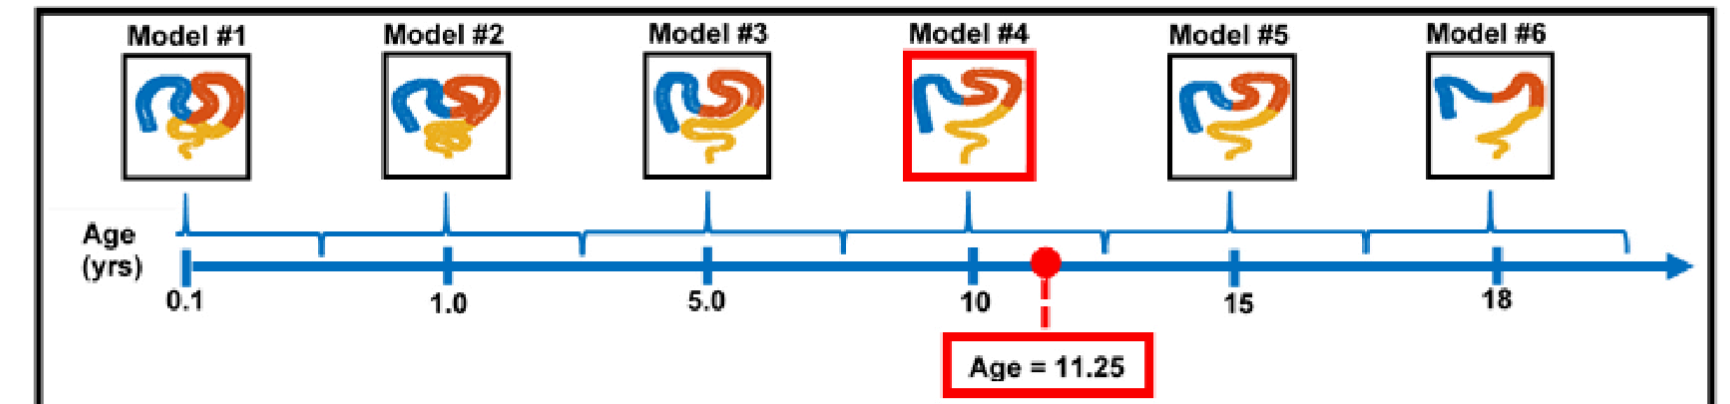 Model #1 Model #2 Model #3 Model #4 Model #5 Model #6
Age
(yrs)
0.1 1.0 5.0 10 15 18
Age = 11.25